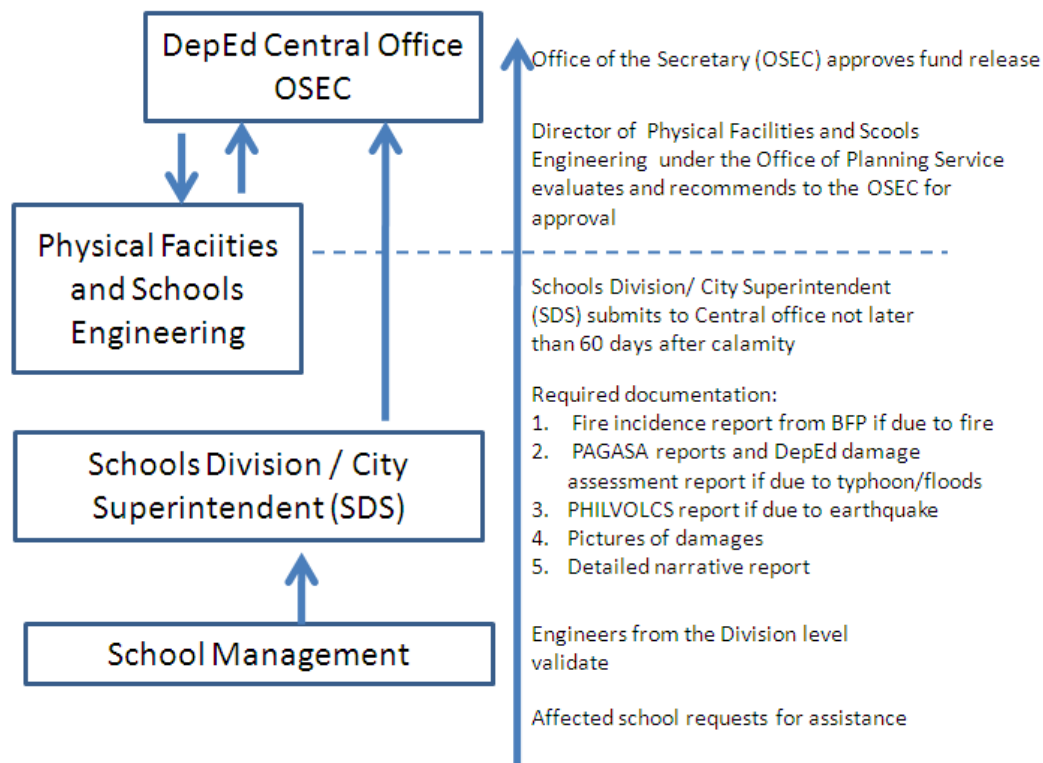 DepEd Central Office
OSEC
Physical Faciities
and Schools
Engineering
Schools Division / City
Superintendent (SDS)
School Management
Office of the Secretary (OSEC) approves fund release
Director of Physical Facilities and Scools
Engineering under the Office of Planning Service
evaluates and recommends to the OSEC for
approval
Schools Division/ City Superintendent
(SDS) submits to Central office not later
than 60 days after calamity
Required documentation:
1. Fire incidence report from BFP if due to fire
2. PAGASA reports and DepEd damage
assessment report if due to typhoon/floods
3. PHILVOLCS report if due to earthquake
4. Pictures of damages
5. Detailed narrative report
Engineers from the Division level
validate
Affected school requests for assistance